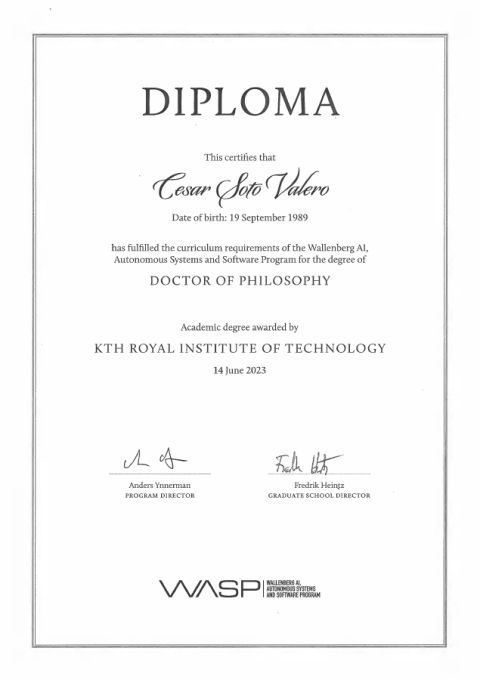 DIPLOMA
This certifies that
Cesar Soto Valero
Date of birth: 19 September 1989
has fulfilled the curriculum requirements of the Wallenberg AI,
Autonomous Systems and Software Program for the degree of
DOCTOR OF PHILOSOPHY
Academic degree awarded by
KTH ROYAL INSTITUTE OF TECHNOLOGY
14 June 2023
Anders Ynnerman
PROGRAM DIRECTOR
Fredrik Heintz
GRADUATE SCHOOL DIRECTOR
WASP
WALLENBERG AI,
AUTONOMOUS SYSTEMS
AND SOFTWARE PROGRAM